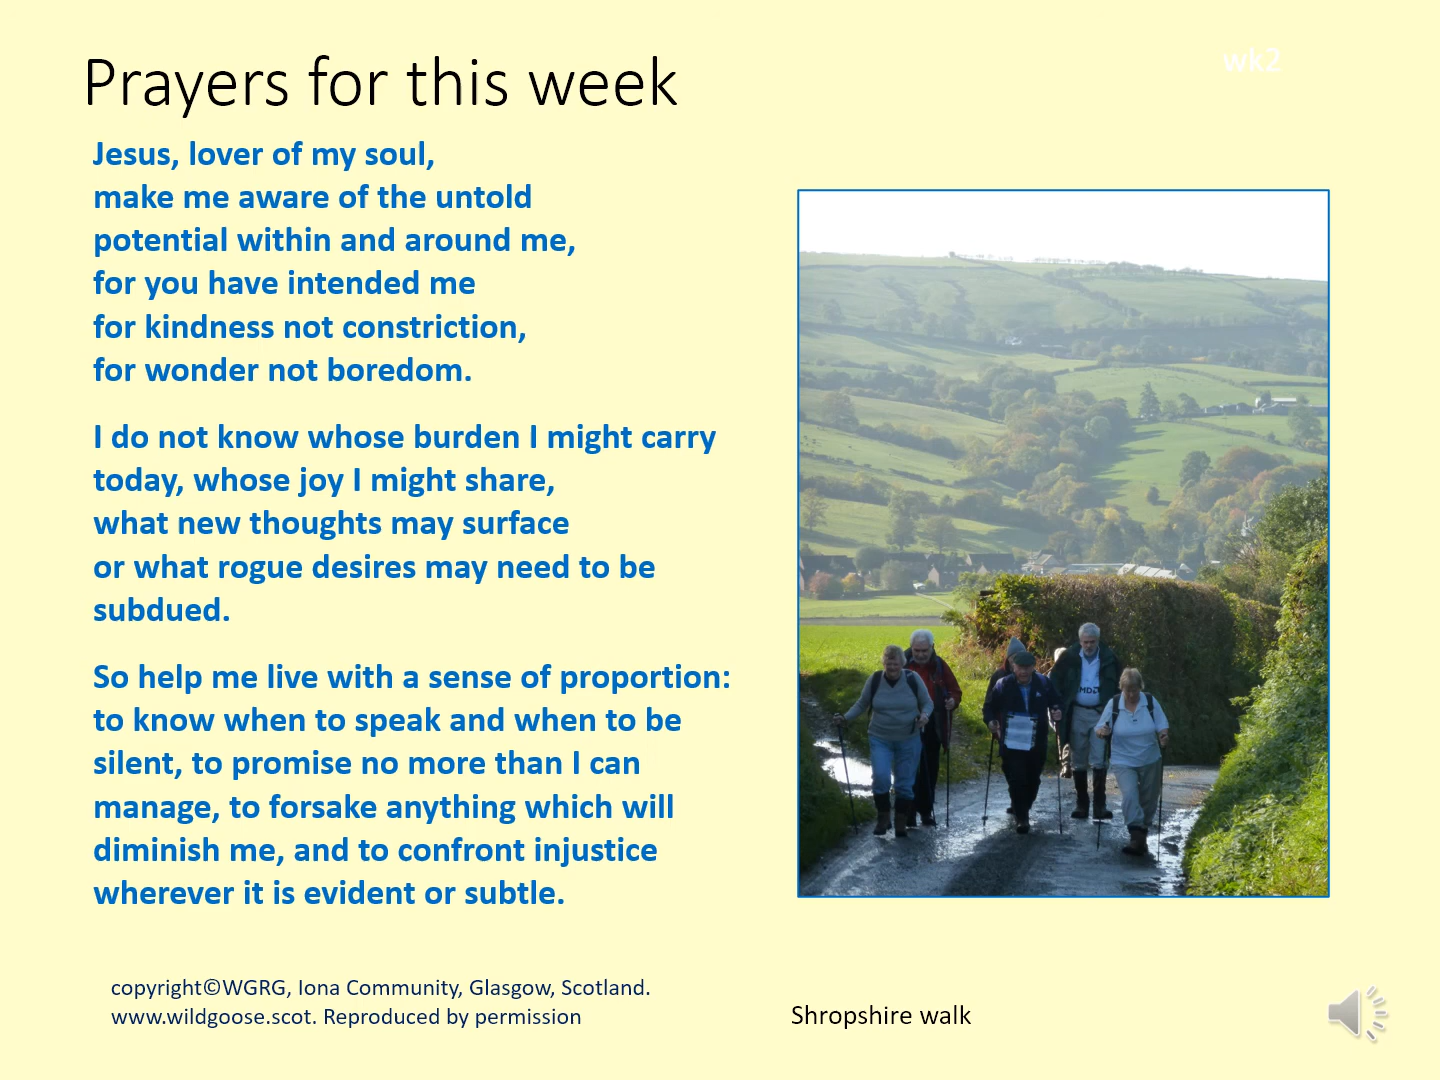 Prayers for this week
wk2
Jesus, lover of my soul,
make me aware of the untold
potential within and around me,
for you have intended me
for kindness not constriction,
for wonder not boredom.
I do not know whose burden I might carry
today, whose joy I might share,
what new thoughts may surface
or what rogue desires may need to be
subdued.
So help me live with a sense of proportion:
to know when to speak and when to be
silent, to promise no more than I can
manage, to forsake anything which will
diminish me, and to confront injustice
wherever it is evident or subtle.
copyright©WGRG, Iona Community, Glasgow, Scotland.
www.wildgoose.scot. Reproduced by permission
Shropshire walk